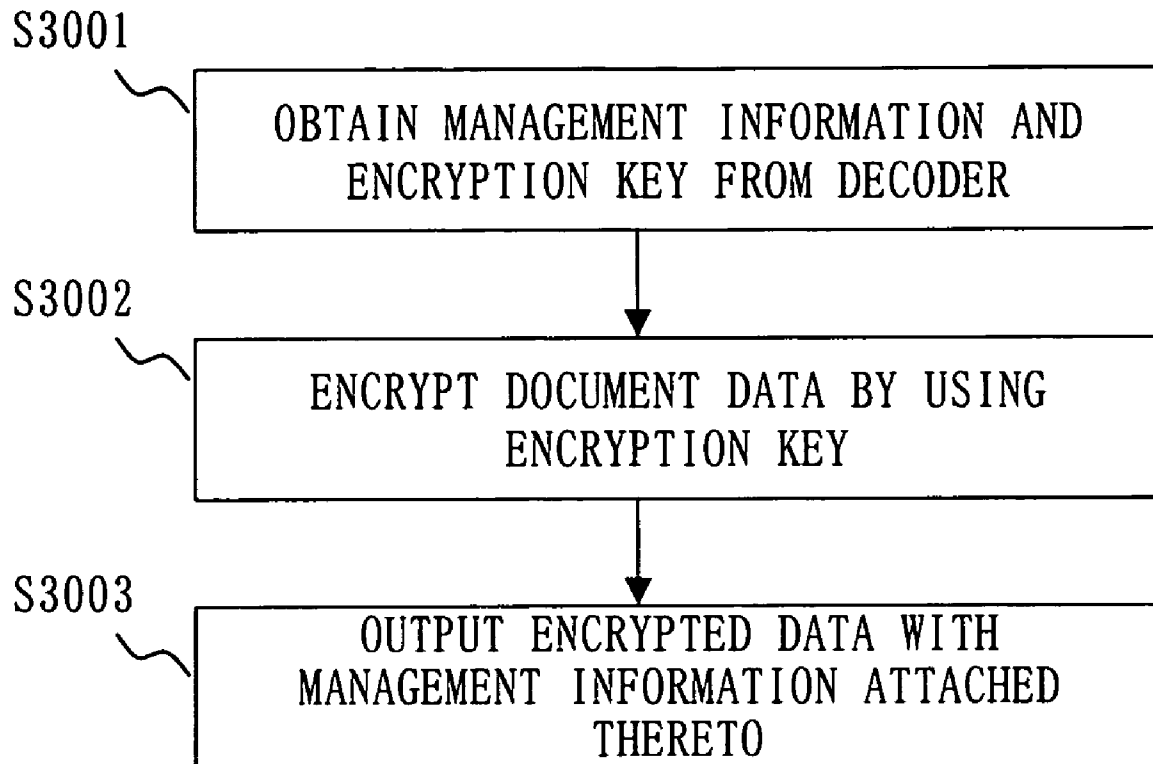 S3001
OBTAIN MANAGEMENT INFORMATION AND
ENCRYPTION KEY FROM DECODER
S3002
ENCRYPT DOCUMENT DATA BY USING
ENCRYPTION KEY
S3003
OUTPUT ENCRYPTED DATA WITH
MANAGEMENT INFORMATION ATTACHED
THERETO